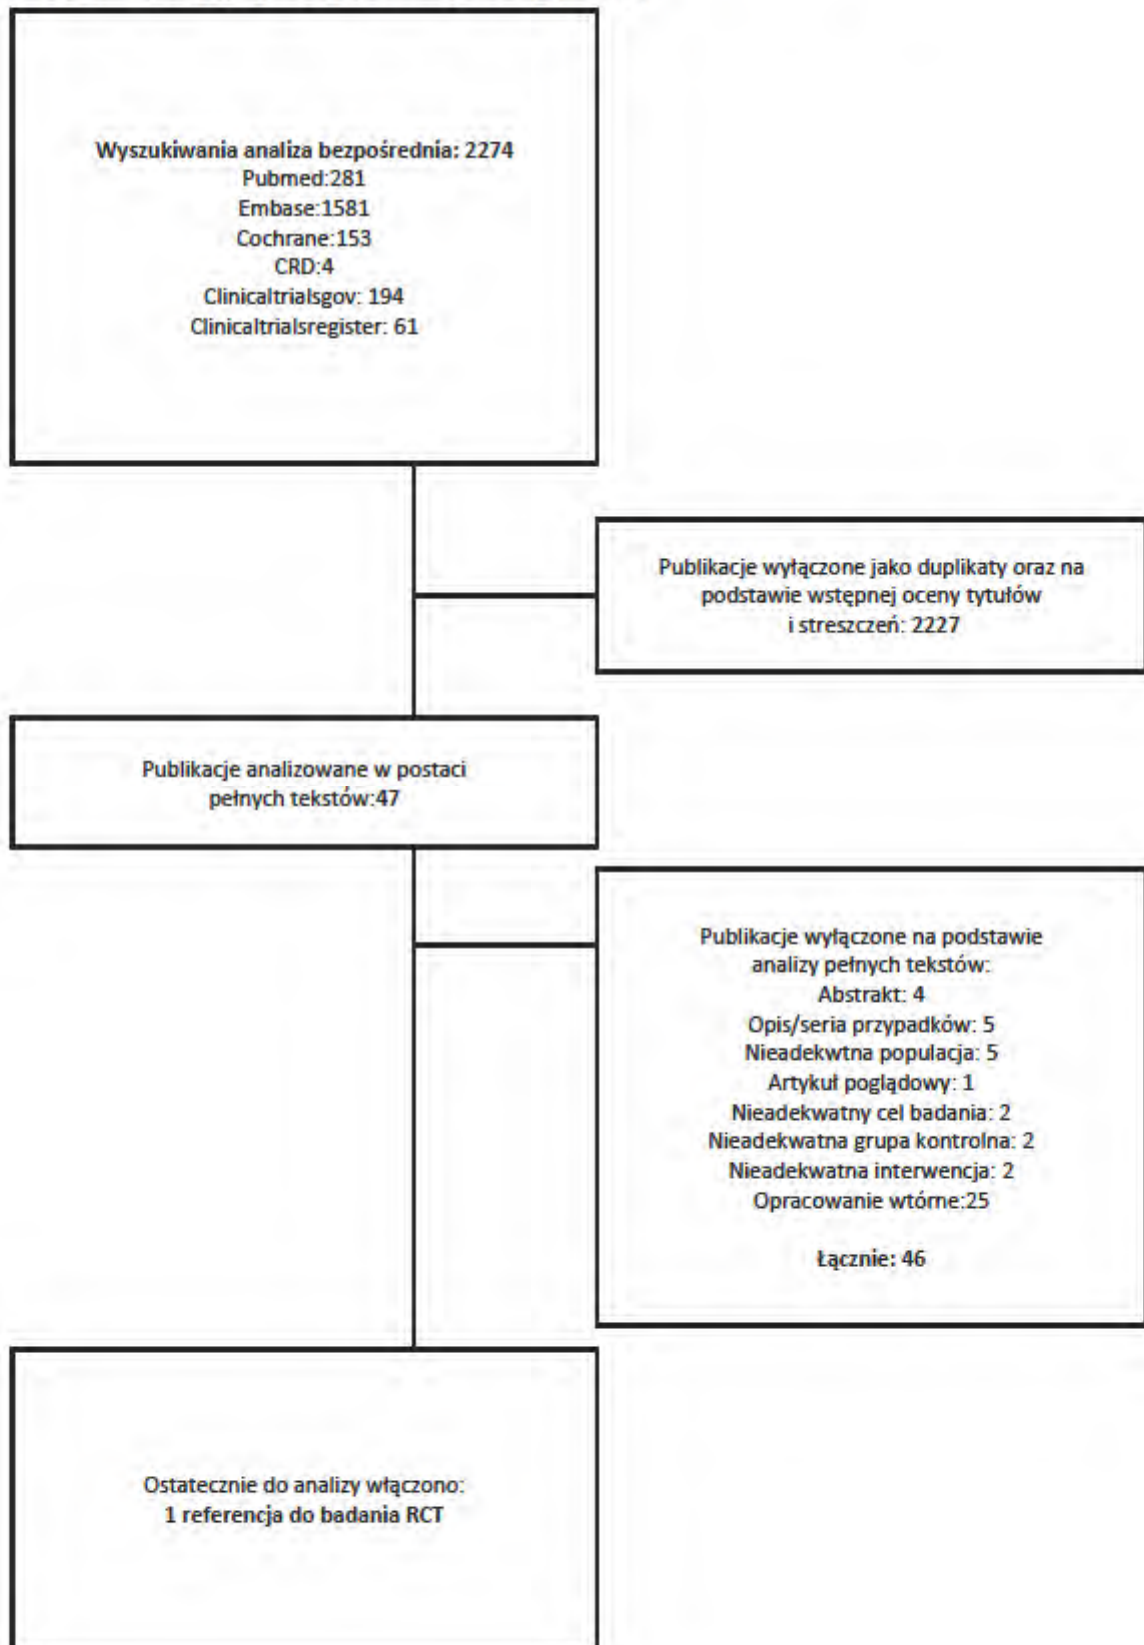 Wyszukiwania analiza bezpośrednia: 2274
Pubmed:281
Embase:1581
Cochrane:153
CRD:4
Clinicaltrialsgov: 194
Clinicaltrialsregister: 61
Publikacje wyłączone jako duplikaty oraz na
podstawie wstępnej oceny tytułów
i streszczeń: 2227
Publikacje analizowane w postaci
pełnych tekstów:47
Publikacje wyłączone na podstawie
analizy pełnych tekstów:
Abstrakt: 4
Opis/seria przypadków: 5
Nieadekwtna populacja: 5
Artykuł poglądowy: 1
Nieadekwatny cel badania: 2
Nieadekwatna grupa kontrolna: 2
Nieadekwatna interwencja: 2
Opracowanie wtórne:25
Łącznie: 46
Ostatecznie do analizy włączono:
1 referencja do badania RCT